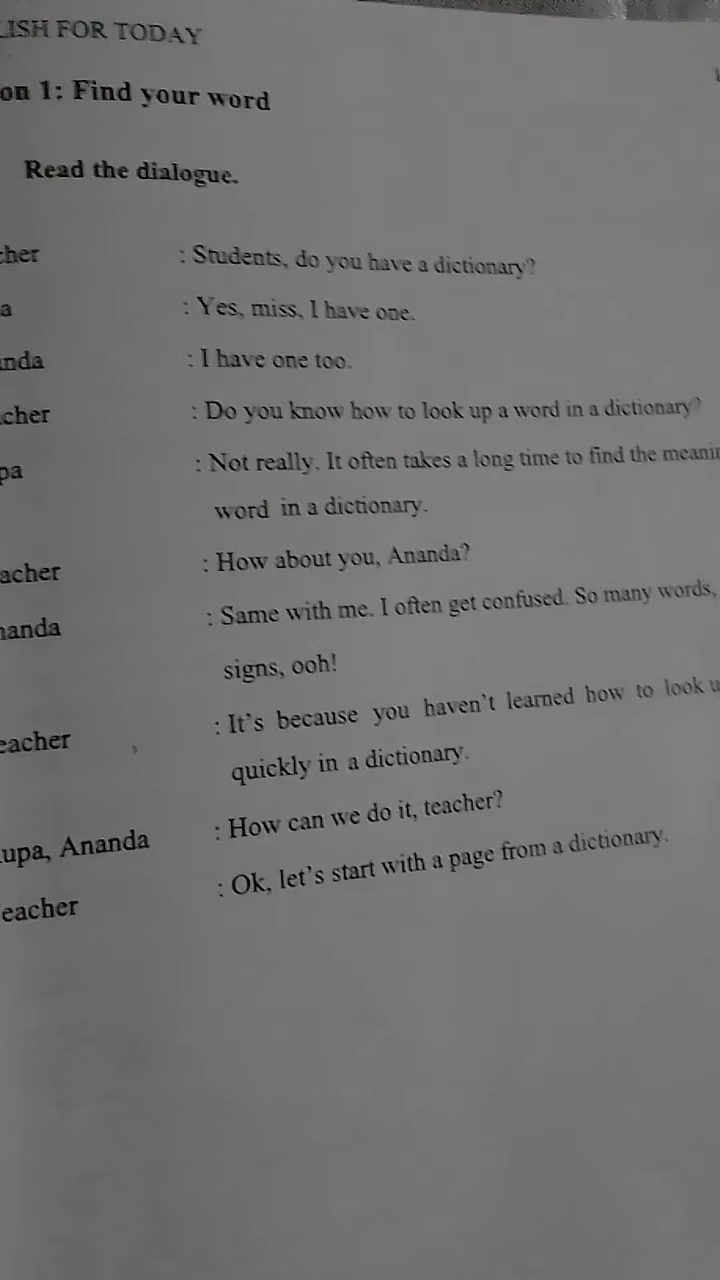 LISH FOR TODAY
on 1: Find your word
Read the dialogue.
cher : Students, do you have a dictionary?
a : Yes, miss, I have one.
nda : I have one too.
cher : Do you know how to look up a word in a dictionary?
pa : Not really. It often takes a long time to find the meanin
word in a dictionary.
acher : How about you, Ananda?
nanda : Same with me. I often get confused. So many words,
signs, ooh!
eacher : It's because you haven't learned how to look u
quickly in a dictionary.
upa, Ananda : How can we do it, teacher?
eacher : Ok, let's start with a page from a dictionary.